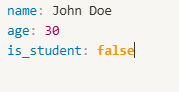 name: John Doe
age: 30
is_student: false